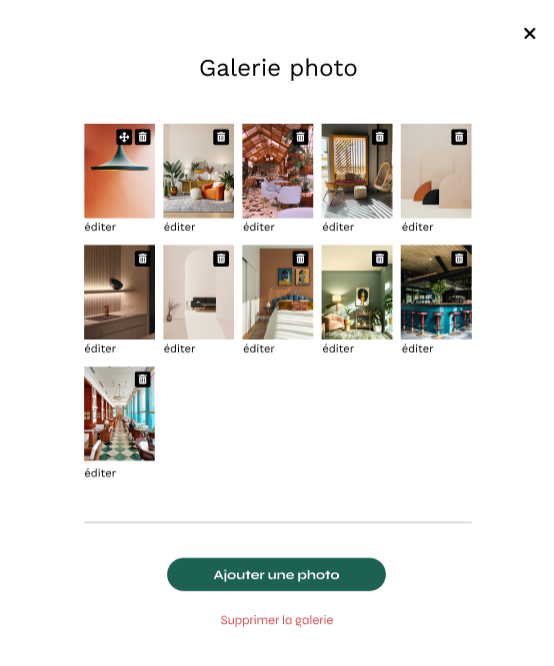 Galerie photo
éditer éditer éditer éditer éditer
éditer éditer éditer éditer éditer
éditer
Ajouter une photo
Supprimer la galerie